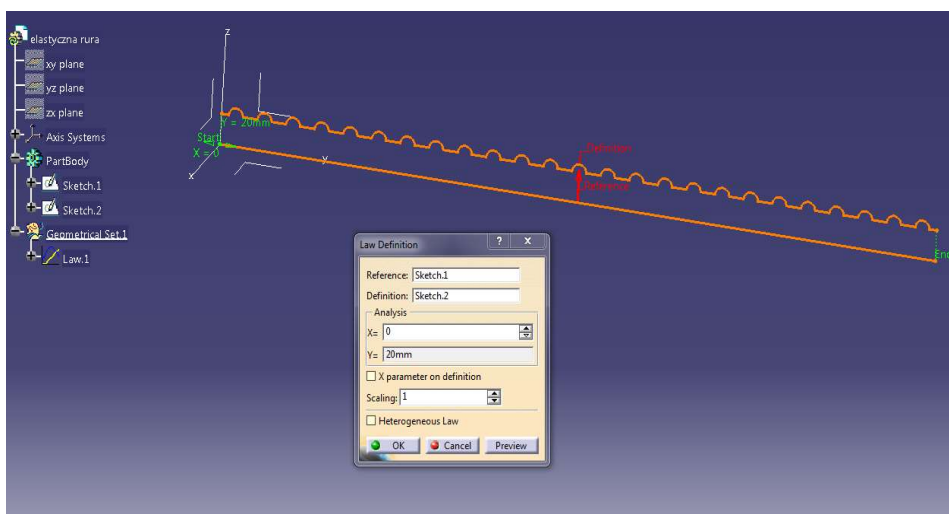 elastyczna rura
xy plane
yz plane
zx plane
Axis Systems
PartBody
Sketch.1
Sketch.2
Geometrical Set.1
Law.1
z
Y = 20mm
Start
X = 0
y
x
Definition
Reference
End
Law Definition
Reference: Sketch.1
Definition: Sketch.2
Analysis
X= 0
Y= 20mm
X parameter on definition
Scaling: 1
Heterogeneous Law
OK Cancel Preview